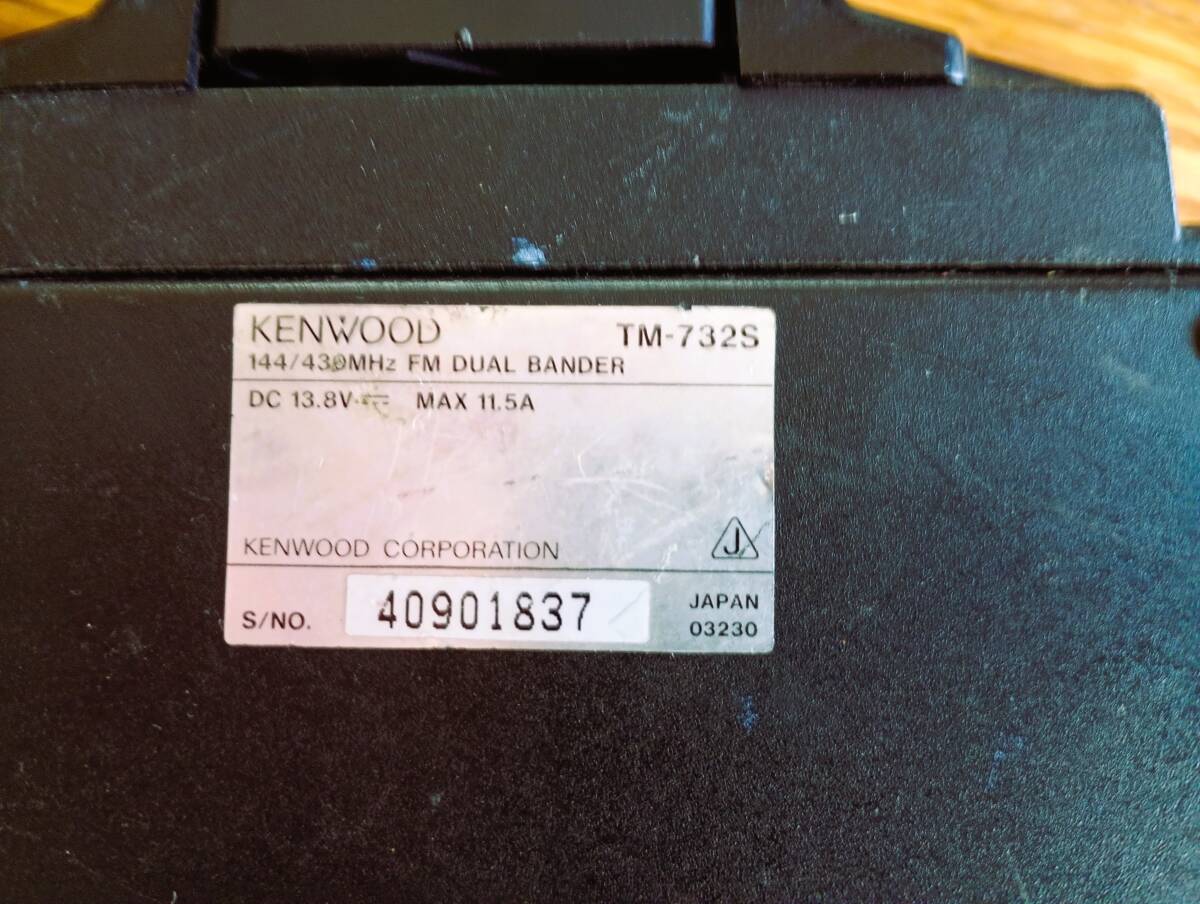 KENWOOD TM-732S
144/430MHz FM DUAL BANDER
DC 13.8V⎓ MAX 11.5A
KENWOOD CORPORATION J
S/NO. 40901837 JAPAN
03230